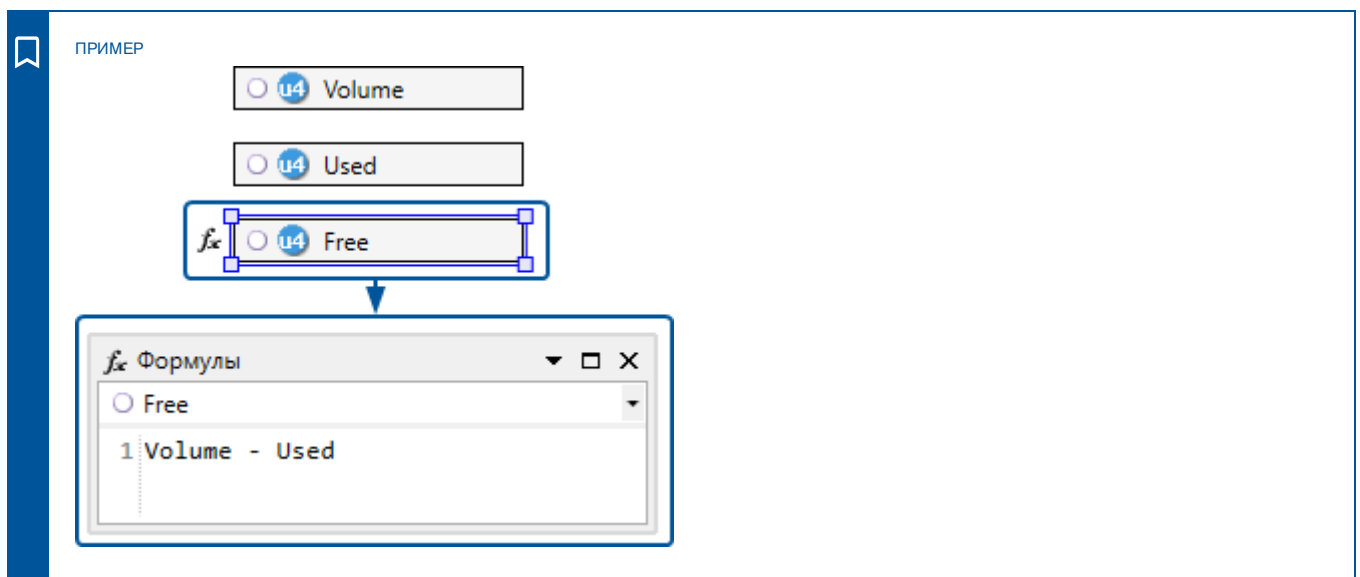 ПРИМЕР
u4 Volume
u4 Used
fx u4 Free
fx Формулы
Free
1 Volume - Used